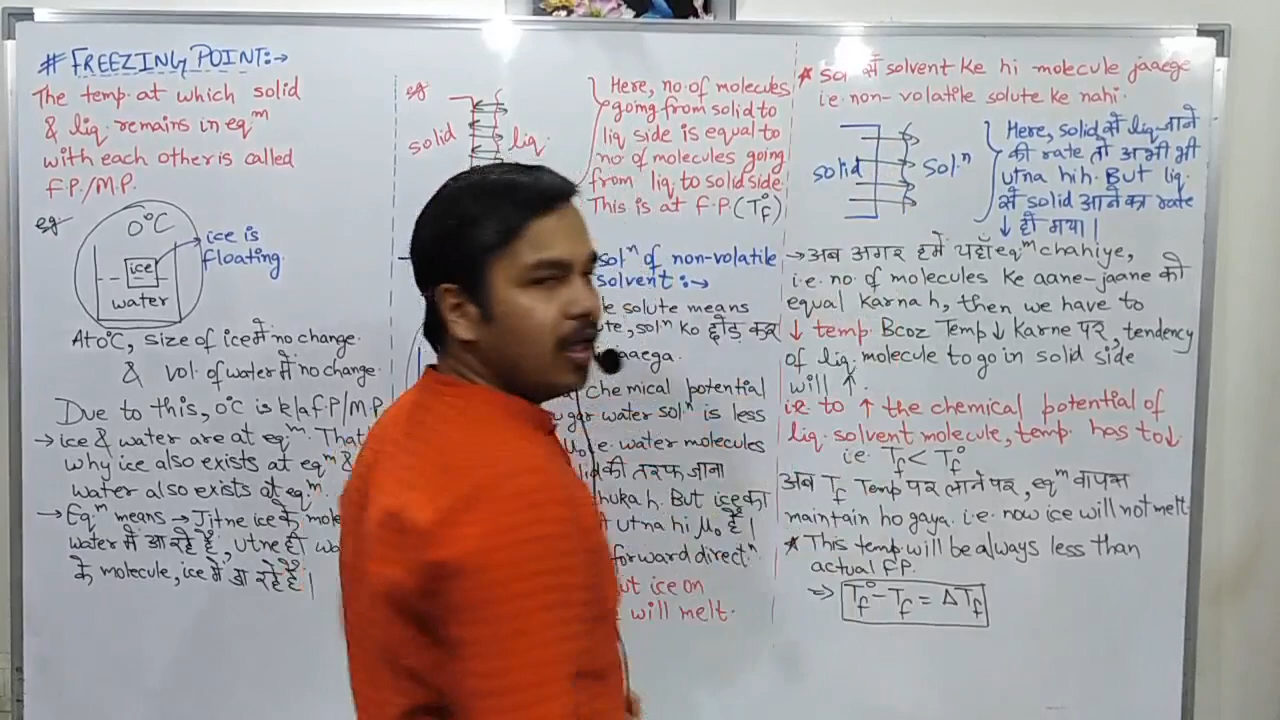 # FREEZING POINT:→
The temp. at which solid
& liq. remains in eqᵐ
with each other is called
F.P./M.P.
eg
0°C
ice is
floating.
ice
water
At 0°C, size of ice में no change.
& vol. of water में no change.
Due to this, 0°C is k/a F.P/M.P
→ ice & water are at eqᵐ. That
why ice also exists at eqᵐ &
water also exists at eqᵐ.
→ Eqᵐ means → Jitne ice के mole
water में आ रहे हैं, utne ही wa
के molecule, ice में जा रहे हैं।
eg
solid
liq.
Here, no. of molecules
going from solid to
liq side is equal to
no of molecules going
from liq. to solid side.
This is at F.P (T°f)
solⁿ of non-volatile
solvent:→
le solute means
ute, solⁿ ko छोड़ कर
jaaega.
chemical potential
gar water solⁿ is less
μ₀ i.e. water molecules
lid की तरफ जाना
chuka h. But ice का
utna hi μ₀ है।
forward directⁿ
ut ice on
will melt.
* Solⁿ से solvent Ke hi molecule jaaege
i.e. non-volatile solute ke nahi.
solid
Solⁿ
Here, solid से liq. जाने
की rate तो अभी भी
utna hi h. But liq.
से solid आने का rate
↓ हो गया।
→ अब अगर हमें यहाँ eqᵐ chahiye,
i.e. no. of molecules Ke aane-jaane को
equal Karna h, then we have to
↓ temp. Bcoz Temp ↓ Karne पर, tendency
of liq. molecule to go in solid side
will ↑.
i.e. to ↑ the chemical potential of
liq. solvent molecule, temp. has to ↓.
i.e. Tf < T°f
अब Tf Temp पर लाने पर, eqᵐ वापस
maintain ho gaya. i.e. now ice will not melt.
* This temp. will be always less than
actual F.P.
⇒ T°f - Tf = ΔTf